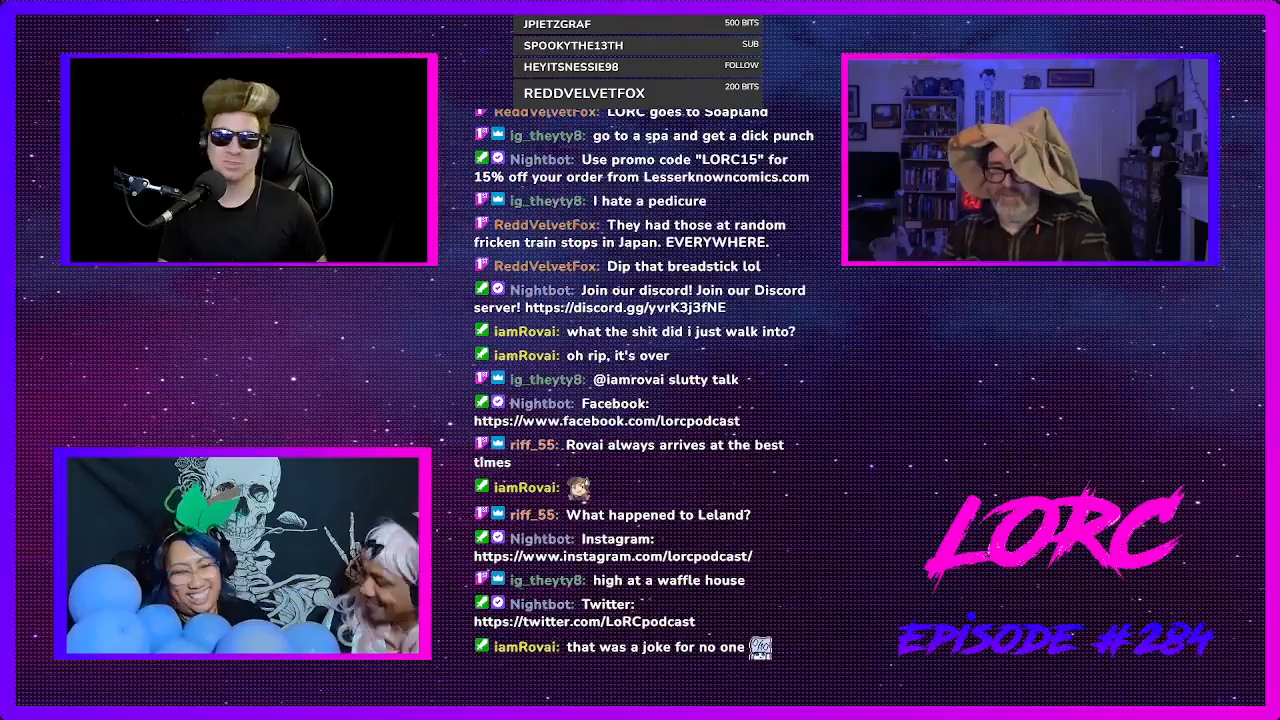 JPIETZGRAF 500 BITS
SPOOKYTHE13TH SUB
HEYITSNESSIE98 FOLLOW
REDDVELVETFOX 200 BITS
ReddVelvetFox: LORC goes to Soapland
ig_theyty8: go to a spa and get a dick punch
Nightbot: Use promo code "LORC15" for
15% off your order from Lesserknowncomics.com
ig_theyty8: I hate a pedicure
ReddVelvetFox: They had those at random
fricken train stops in Japan. EVERYWHERE.
ReddVelvetFox: Dip that breadstick lol
Nightbot: Join our discord! Join our Discord
server! https://discord.gg/yvrK3j3fNE
iamRovai: what the shit did i just walk into?
iamRovai: oh rip, it's over
ig_theyty8: @iamrovai slutty talk
Nightbot: Facebook:
https://www.facebook.com/lorcpodcast
riff_55: Rovai always arrives at the best
tImes
iamRovai:
riff_55: What happened to Leland?
Nightbot: Instagram:
https://www.instagram.com/lorcpodcast/
ig_theyty8: high at a waffle house
Nightbot: Twitter:
https://twitter.com/LoRCpodcast
iamRovai: that was a joke for no one
LORC
EPISODE #284